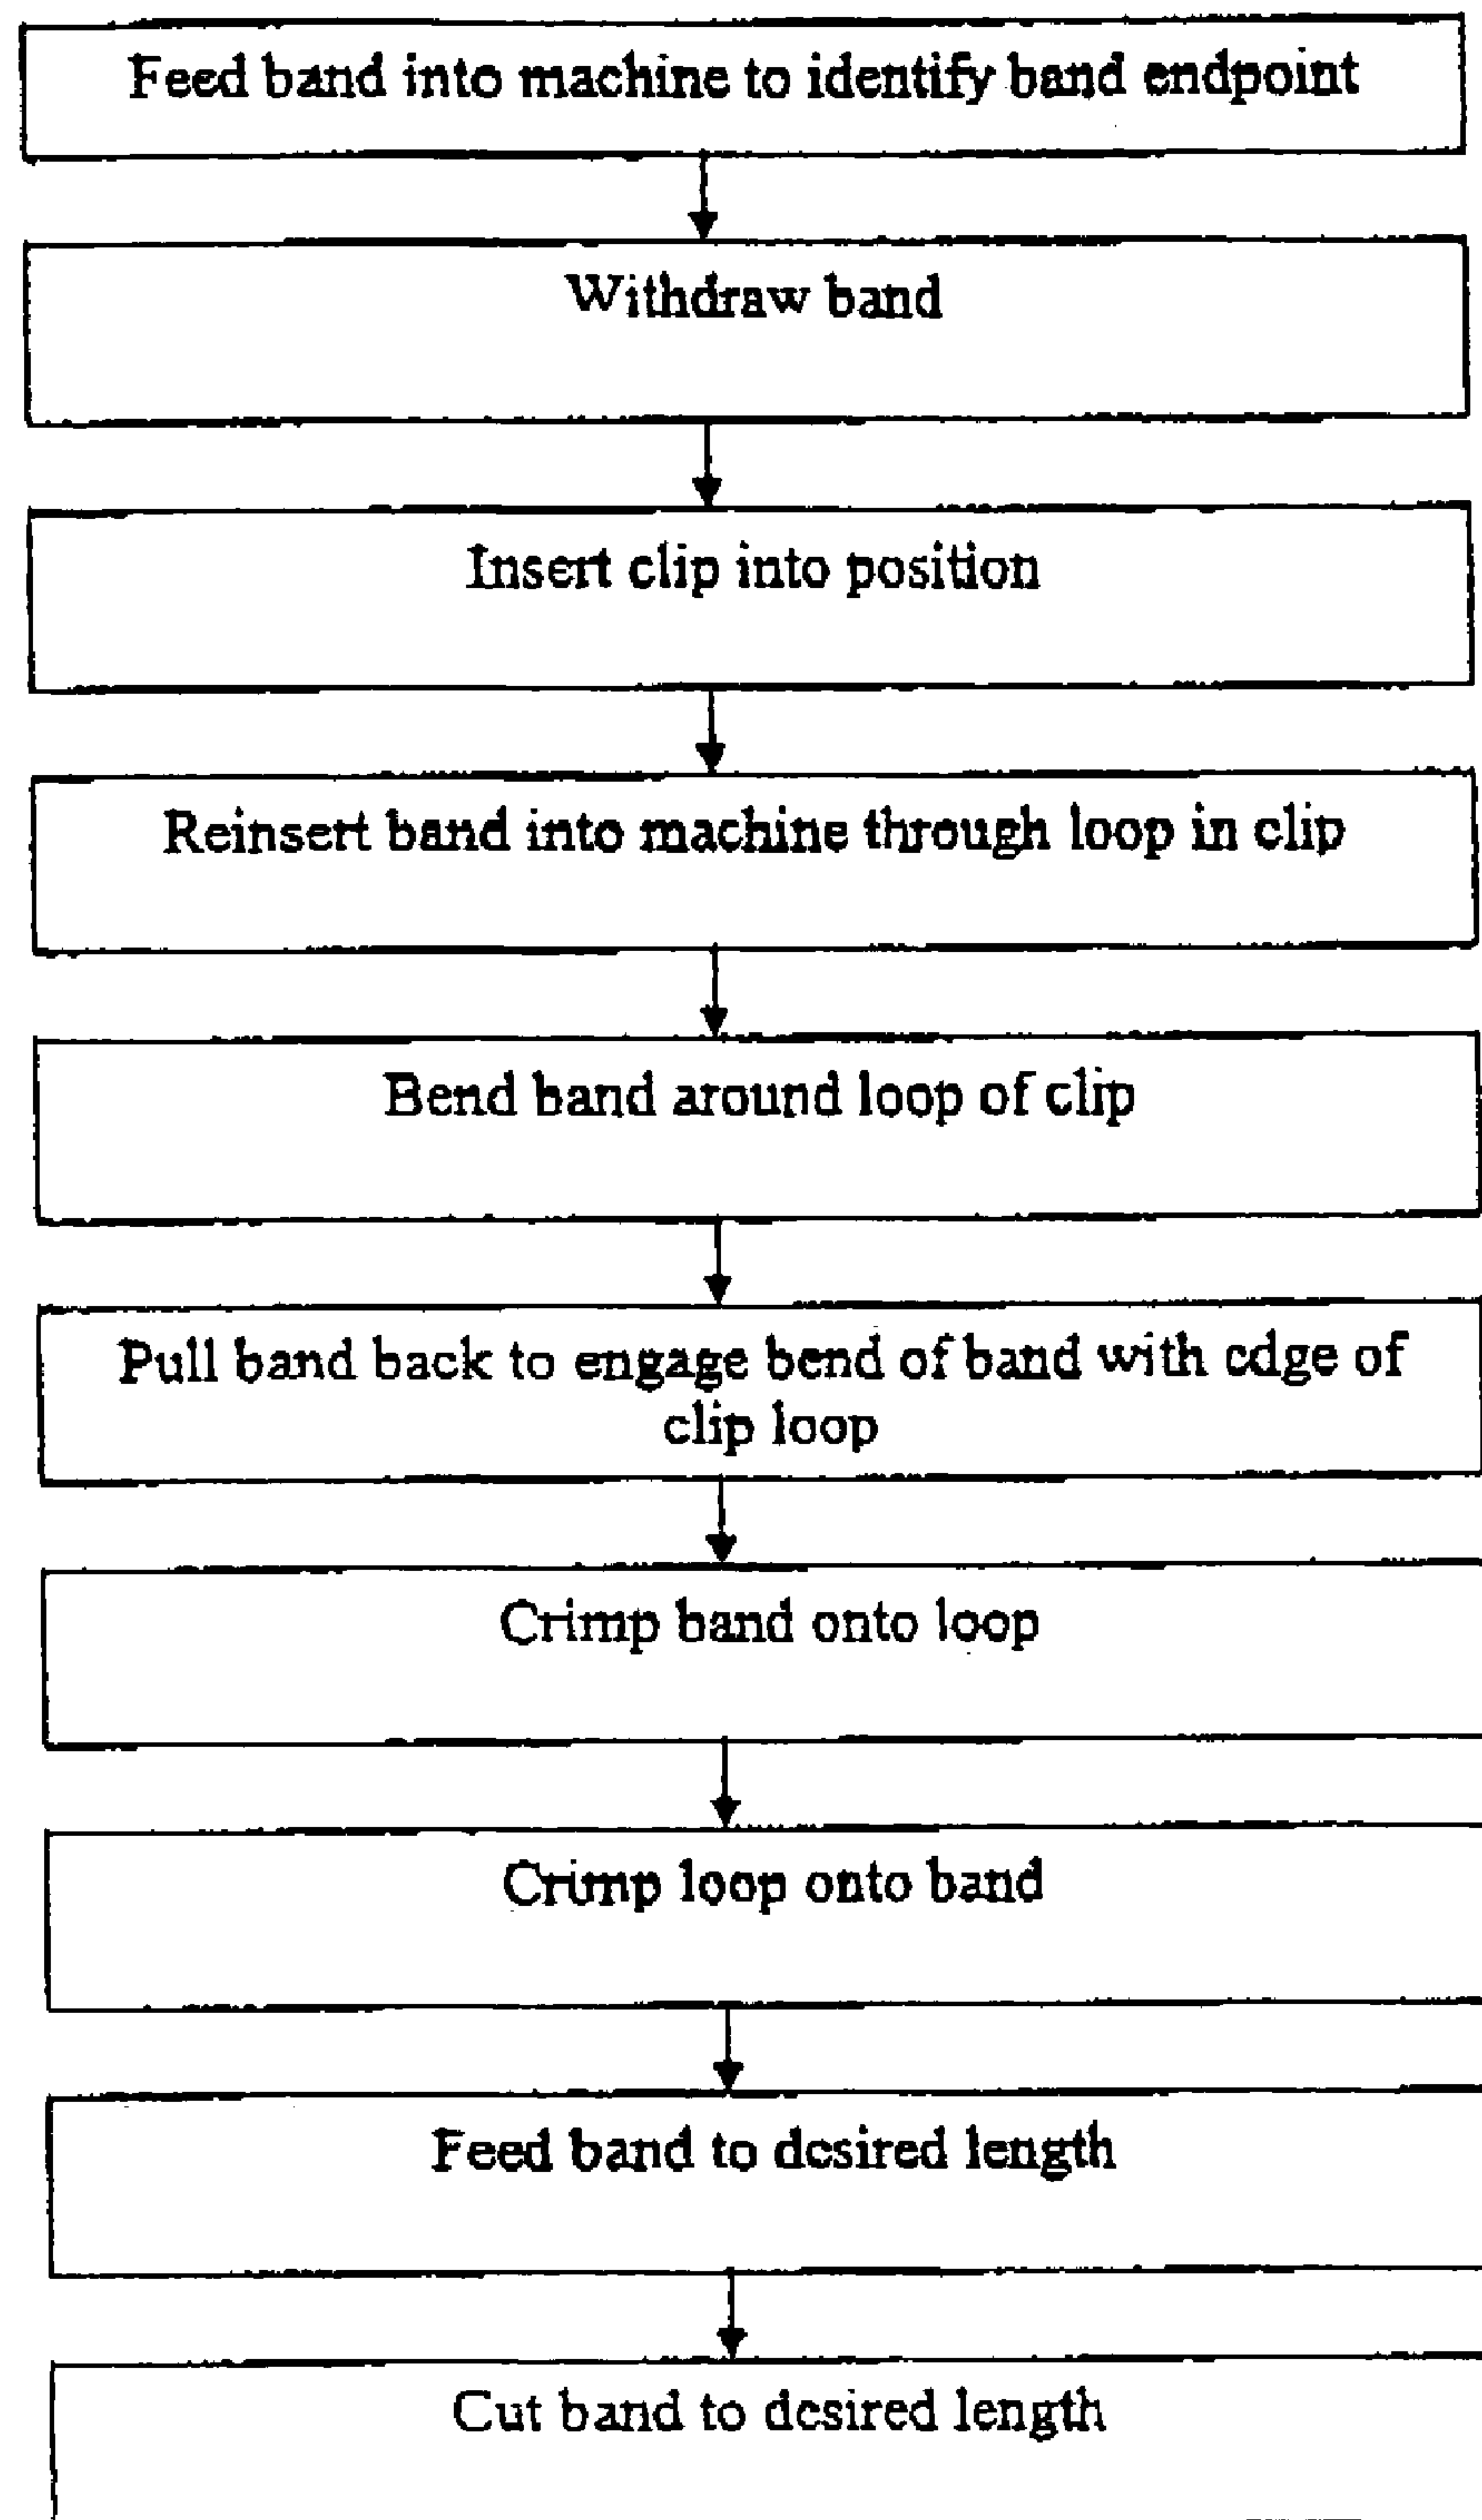 Feed band into machine to identify band endpoint
Withdraw band
Insert clip into position
Reinsert band into machine through loop in clip
Bend band around loop of clip
Pull band back to engage bend of band with edge of
clip loop
Crimp band onto loop
Crimp loop onto band
Feed band to desired length
Cut band to desired length